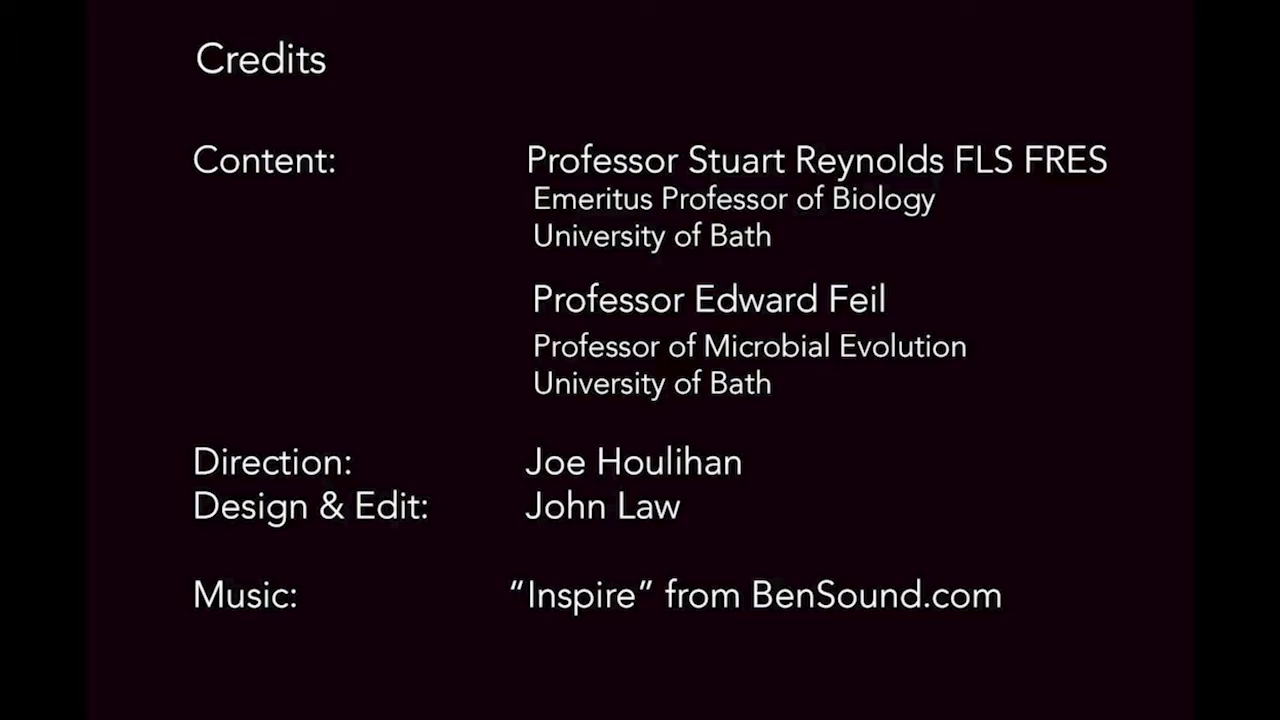 Credits
Content: Professor Stuart Reynolds FLS FRES
Emeritus Professor of Biology
University of Bath
Professor Edward Feil
Professor of Microbial Evolution
University of Bath
Direction: Joe Houlihan
Design & Edit: John Law
Music: “Inspire” from BenSound.com